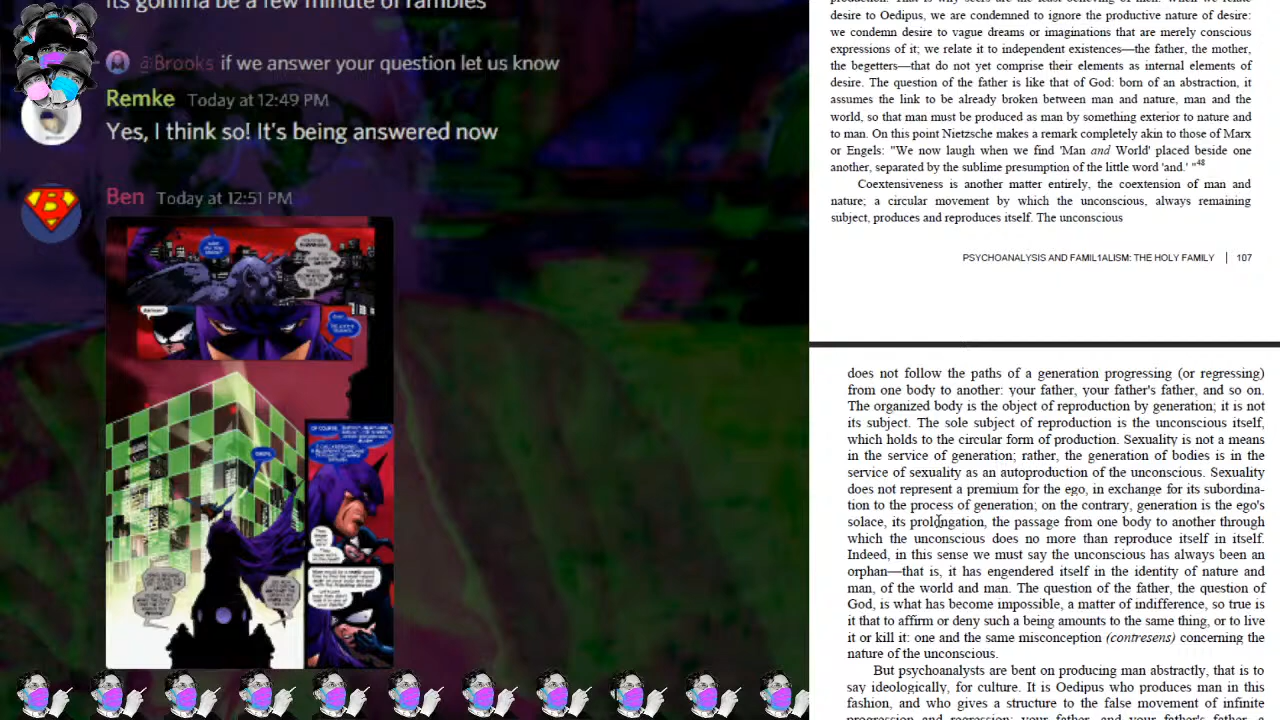 its gonnna be a few minute of rambles
@Brooks if we answer your question let us know
Remke Today at 12:49 PM
Yes, I think so! It's being answered now
Ben Today at 12:51 PM
desire to Oedipus, we are condemned to ignore the productive nature of desire:
we condemn desire to vague dreams or imaginations that are merely conscious
expressions of it; we relate it to independent existences—the father, the mother,
the begetters—that do not yet comprise their elements as internal elements of
desire. The question of the father is like that of God: born of an abstraction, it
assumes the link to be already broken between man and nature, man and the
world, so that man must be produced as man by something exterior to nature and
to man. On this point Nietzsche makes a remark completely akin to those of Marx
or Engels: "We now laugh when we find 'Man and World' placed beside one
another, separated by the sublime presumption of the little word 'and.' "48
Coextensiveness is another matter entirely, the coextension of man and
nature; a circular movement by which the unconscious, always remaining
subject, produces and reproduces itself. The unconscious
PSYCHOANALYSIS AND FAMIL1ALISM: THE HOLY FAMILY | 107
does not follow the paths of a generation progressing (or regressing)
from one body to another: your father, your father's father, and so on.
The organized body is the object of reproduction by generation; it is not
its subject. The sole subject of reproduction is the unconscious itself,
which holds to the circular form of production. Sexuality is not a means
in the service of generation; rather, the generation of bodies is in the
service of sexuality as an autoproduction of the unconscious. Sexuality
does not represent a premium for the ego, in exchange for its subordina-
tion to the process of generation; on the contrary, generation is the ego's
solace, its prolongation, the passage from one body to another through
which the unconscious does no more than reproduce itself in itself.
Indeed, in this sense we must say the unconscious has always been an
orphan—that is, it has engendered itself in the identity of nature and
man, of the world and man. The question of the father, the question of
God, is what has become impossible, a matter of indifference, so true is
it that to affirm or deny such a being amounts to the same thing, or to live
it or kill it: one and the same misconception (contresens) concerning the
nature of the unconscious.
But psychoanalysts are bent on producing man abstractly, that is to
say ideologically, for culture. It is Oedipus who produces man in this
fashion, and who gives a structure to the false movement of infinite
progression and regression: your father, and your father's father, a